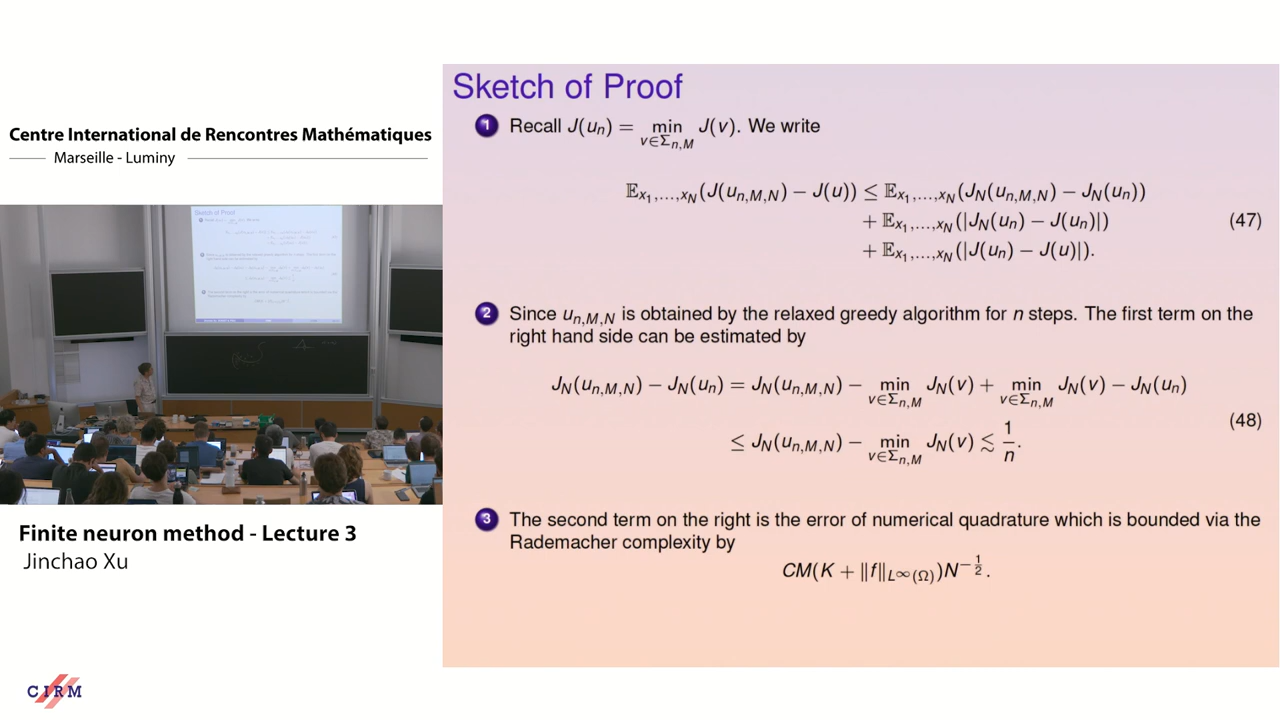 Centre International de Rencontres Mathématiques
Marseille - Luminy
Finite neuron method - Lecture 3
Jinchao Xu
CIRM
Sketch of Proof
1 Recall J(u_n) = min_{v∈Σ_{n,M}} J(v). We write
𝔼_{x_1,...,x_N}(J(u_{n,M,N}) − J(u)) ≤ 𝔼_{x_1,...,x_N}(J_N(u_{n,M,N}) − J_N(u_n))
+ 𝔼_{x_1,...,x_N}(|J_N(u_n) − J(u_n)|) (47)
+ 𝔼_{x_1,...,x_N}(|J(u_n) − J(u)|).
2 Since u_{n,M,N} is obtained by the relaxed greedy algorithm for n steps. The first term on the
right hand side can be estimated by
J_N(u_{n,M,N}) − J_N(u_n) = J_N(u_{n,M,N}) − min_{v∈Σ_{n,M}} J_N(v) + min_{v∈Σ_{n,M}} J_N(v) − J_N(u_n)
(48)
≤ J_N(u_{n,M,N}) − min_{v∈Σ_{n,M}} J_N(v) ≲ 1/n.
3 The second term on the right is the error of numerical quadrature which is bounded via the
Rademacher complexity by
CM(K + ‖f‖_{L^∞(Ω)})N^{−1/2}.
Sketch of Proof